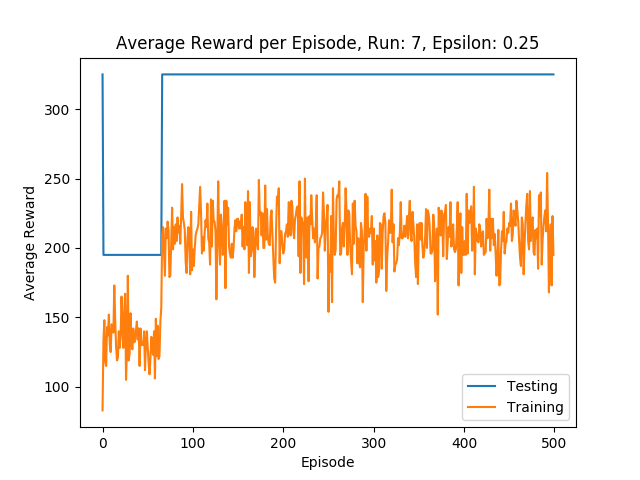 Average Reward per Episode, Run: 7, Epsilon: 0.25
300
250
200
150
100
Average Reward
0
100
200
300
400
500
Episode
Testing
Training